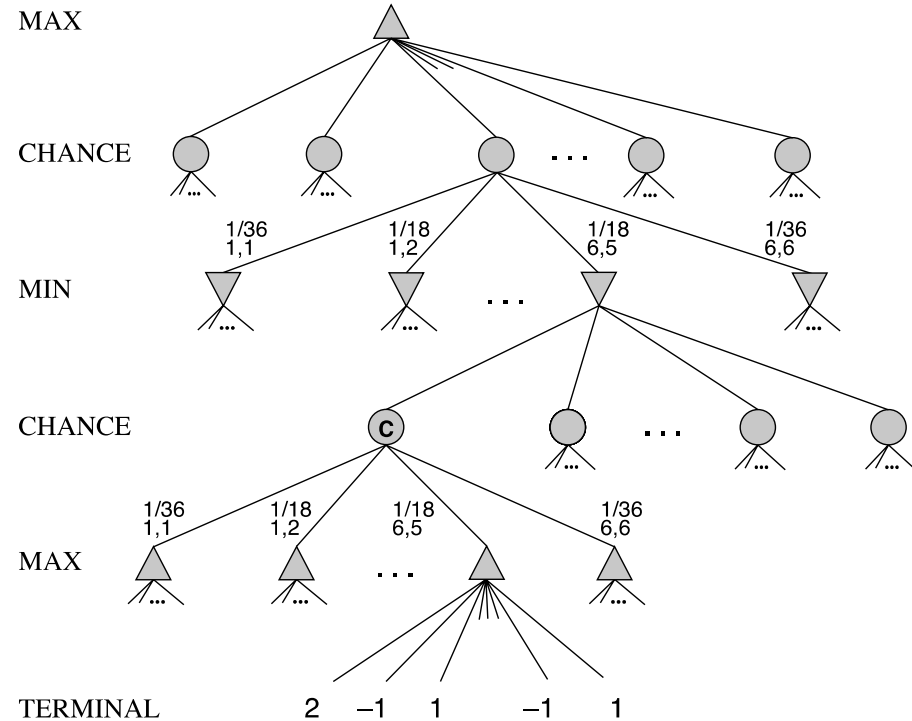 MAX
CHANCE
...
... ... ... ...
1/36 1/18 1/18 1/36
1,1 1,2 6,5 6,6
MIN
...
... ... ...
CHANCE
C
...
... ... ...
1/36 1/18 1/18 1/36
1,1 1,2 6,5 6,6
MAX
...
... ... ...
TERMINAL 2 –1 1 –1 1